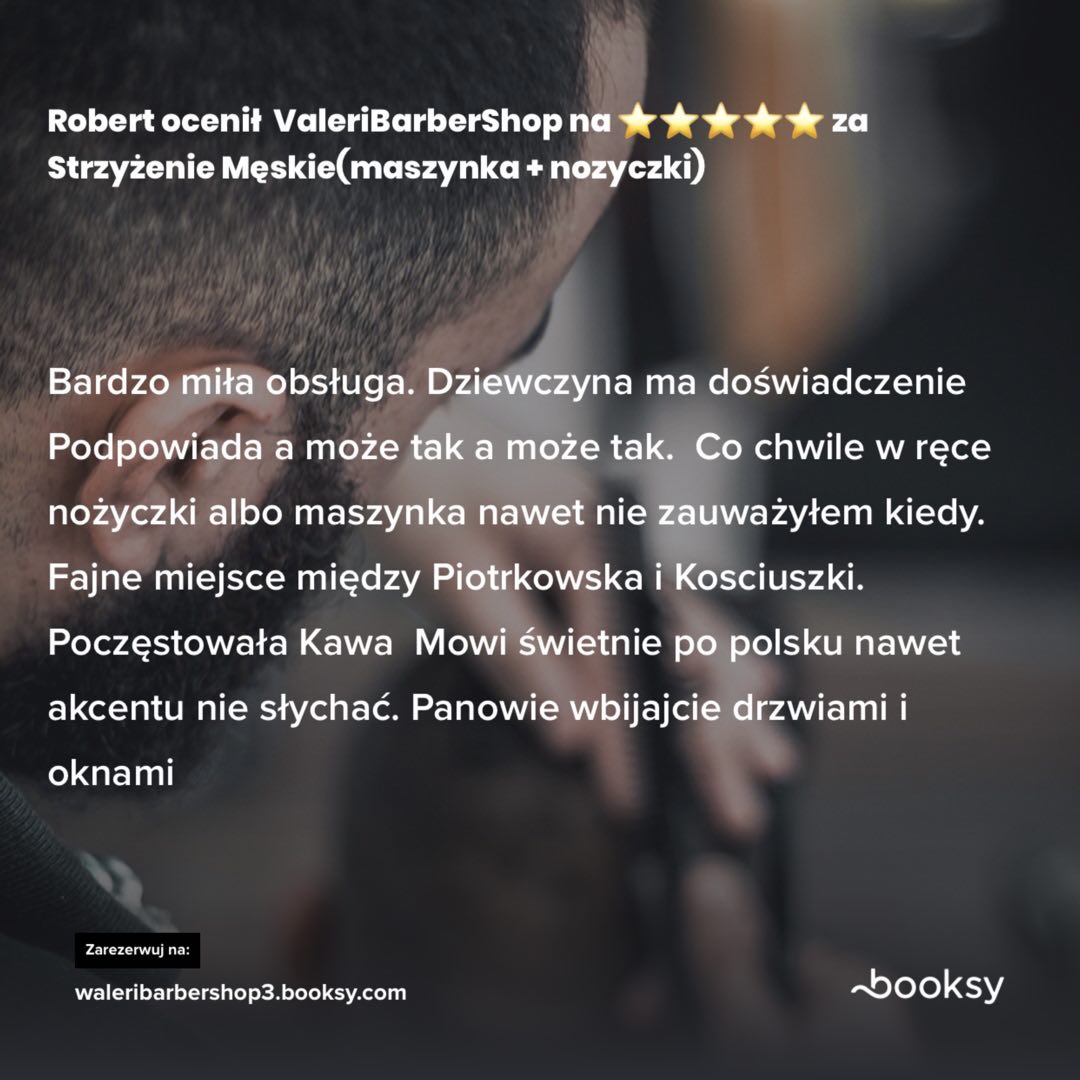 Robert ocenił ValeriBarberShop na ⭐⭐⭐⭐⭐ za
Strzyżenie Męskie(maszynka + nozyczki)
Bardzo miła obsługa. Dziewczyna ma doświadczenie
Podpowiada a może tak a może tak.  Co chwile w ręce
nożyczki albo maszynka nawet nie zauważyłem kiedy.
Fajne miejsce między Piotrkowska i Kosciuszki.
Poczęstowała Kawa  Mowi świetnie po polsku nawet
akcentu nie słychać. Panowie wbijajcie drzwiami i
oknami
Zarezerwuj na:
waleribarbershop3.booksy.com
booksy